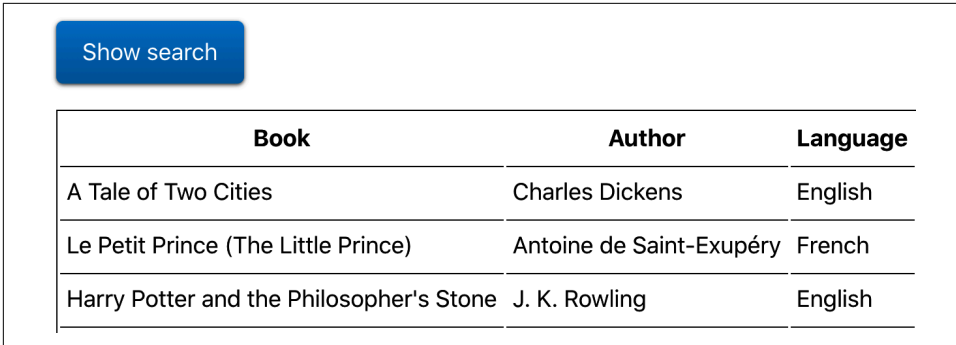 Show search
Book Author Language
A Tale of Two Cities Charles Dickens English
Le Petit Prince (The Little Prince) Antoine de Saint-Exupéry French
Harry Potter and the Philosopher's Stone J. K. Rowling English